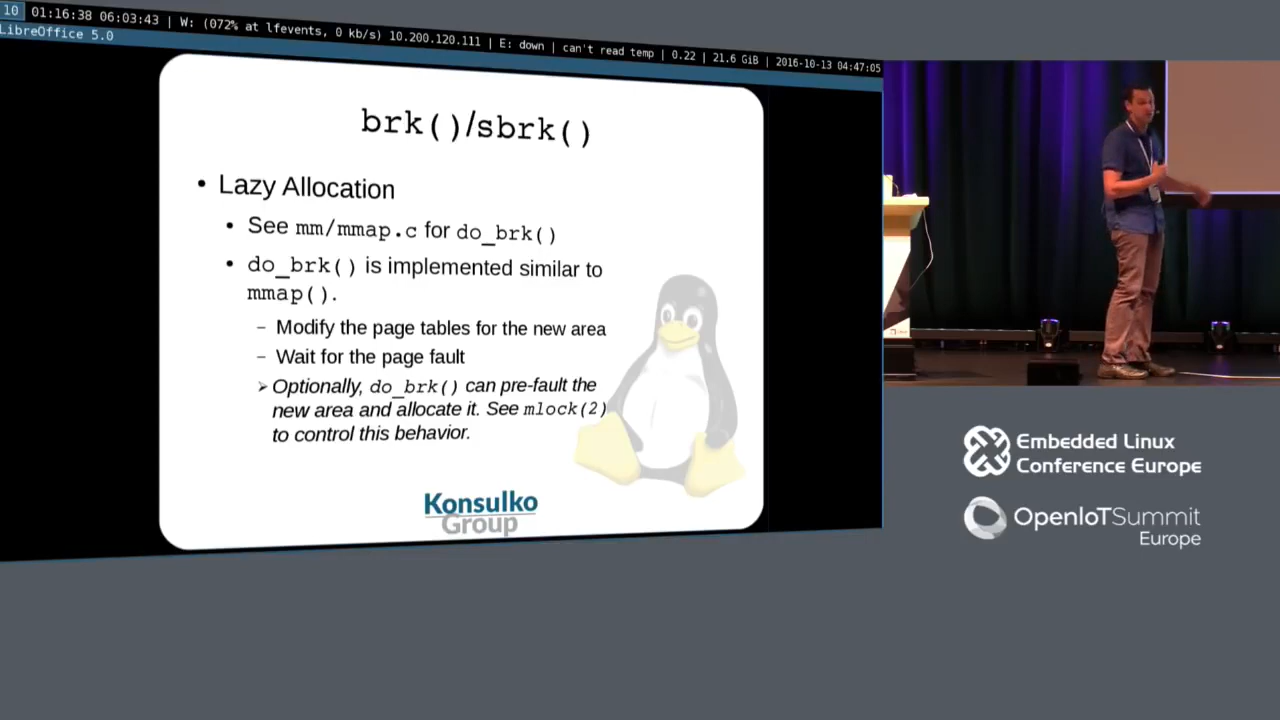 10 01:16:38 06:03:43 | W: (072% at lfevents, 0 kb/s) 10.200.120.111 | E: down | can't read temp | 0.22 | 21.6 GiB | 2016-10-13 04:47:05
LibreOffice 5.0
brk()/sbrk()
• Lazy Allocation
• See mm/mmap.c for do_brk()
• do_brk() is implemented similar to
mmap().
– Modify the page tables for the new area
– Wait for the page fault
➢ Optionally, do_brk() can pre-fault the
new area and allocate it. See mlock(2)
to control this behavior.
Konsulko
Group
Embedded Linux
Conference Europe
OpenIoTSummit
Europe